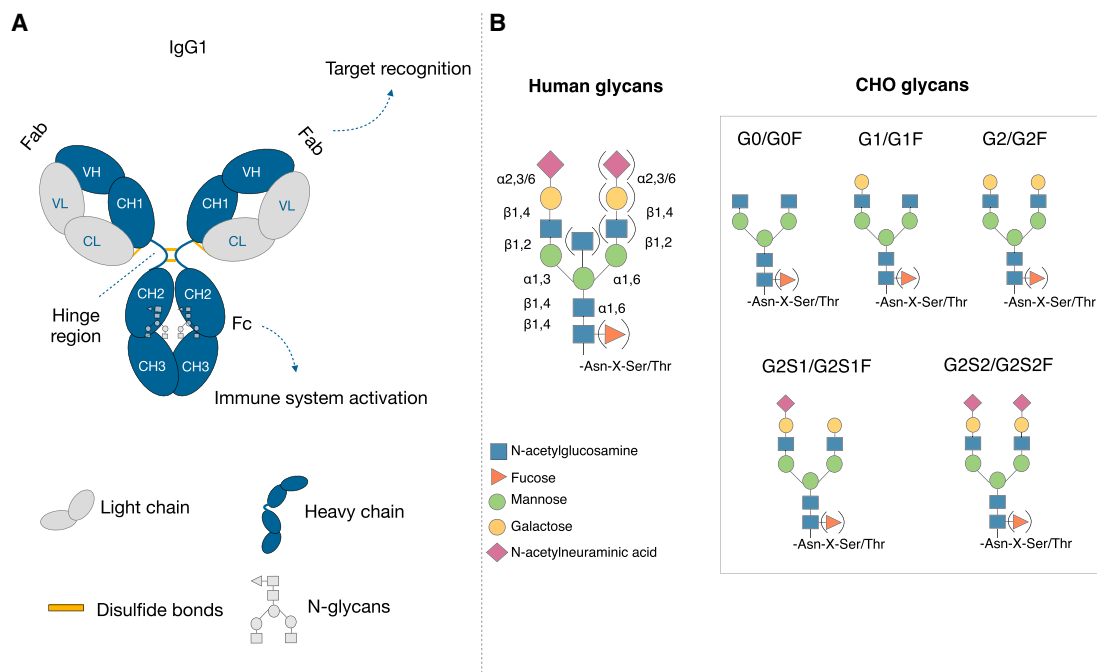 A
IgG1
Target recognition
Fab
Fab
VH
VH
CH1
CH1
VL
VL
CL
CL
CH2
CH2
Hinge
region
Fc
CH3
CH3
Immune system activation
Light chain
Heavy chain
Disulfide bonds
N-glycans
B
Human glycans
α2,3/6
α2,3/6
β1,4
β1,4
β1,2
β1,2
α1,3
α1,6
β1,4
α1,6
β1,4
-Asn-X-Ser/Thr
N-acetylglucosamine
Fucose
Mannose
Galactose
N-acetylneuraminic acid
CHO glycans
G0/G0F
G1/G1F
G2/G2F
-Asn-X-Ser/Thr
-Asn-X-Ser/Thr
-Asn-X-Ser/Thr
G2S1/G2S1F
G2S2/G2S2F
-Asn-X-Ser/Thr
-Asn-X-Ser/Thr